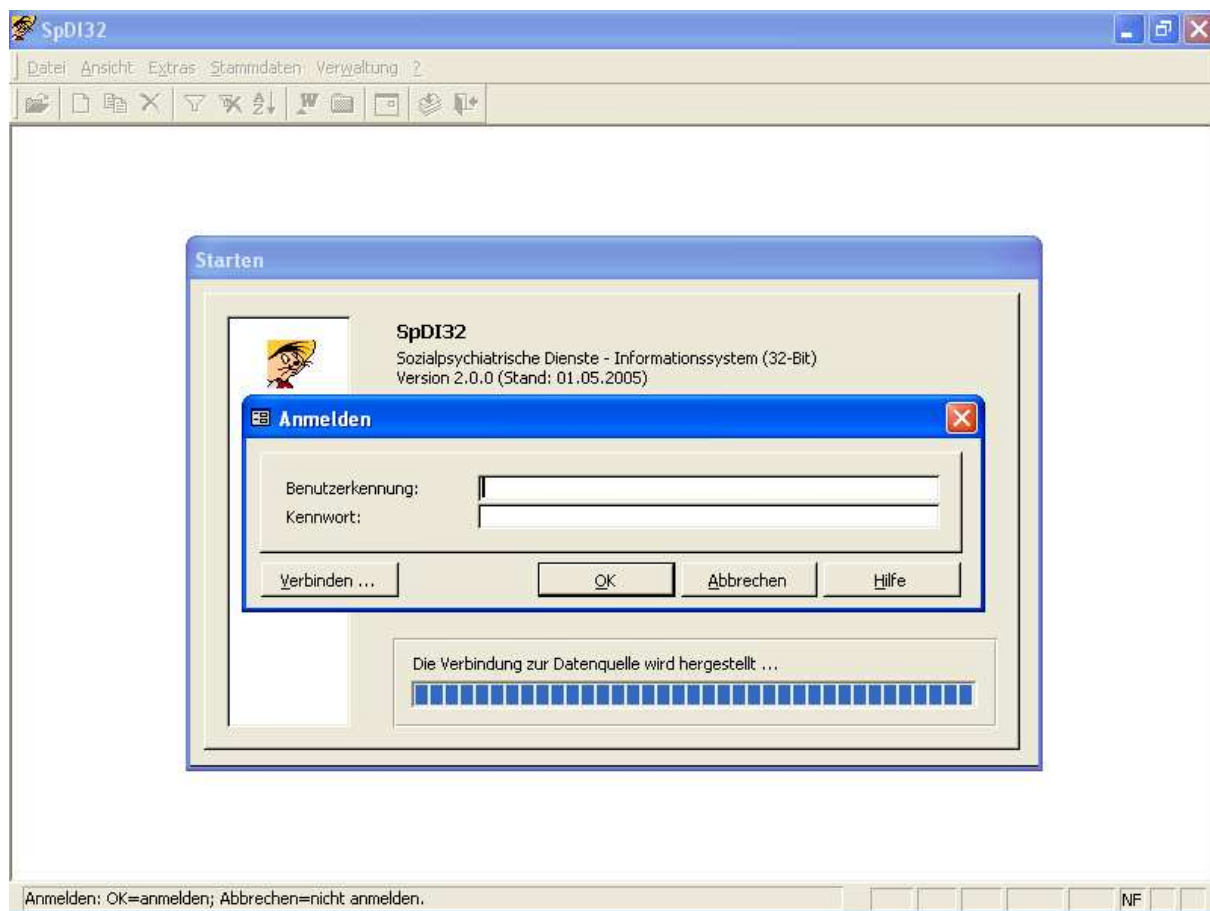 SpDI32
Datei Ansicht Extras Stammdaten Verwaltung ?
Starten
SpDI32
Sozialpsychiatrische Dienste - Informationssystem (32-Bit)
Version 2.0.0 (Stand: 01.05.2005)
Anmelden
Benutzerkennung:
Kennwort:
Verbinden ... OK Abbrechen Hilfe
Die Verbindung zur Datenquelle wird hergestellt ...
Anmelden: OK=anmelden; Abbrechen=nicht anmelden. NF